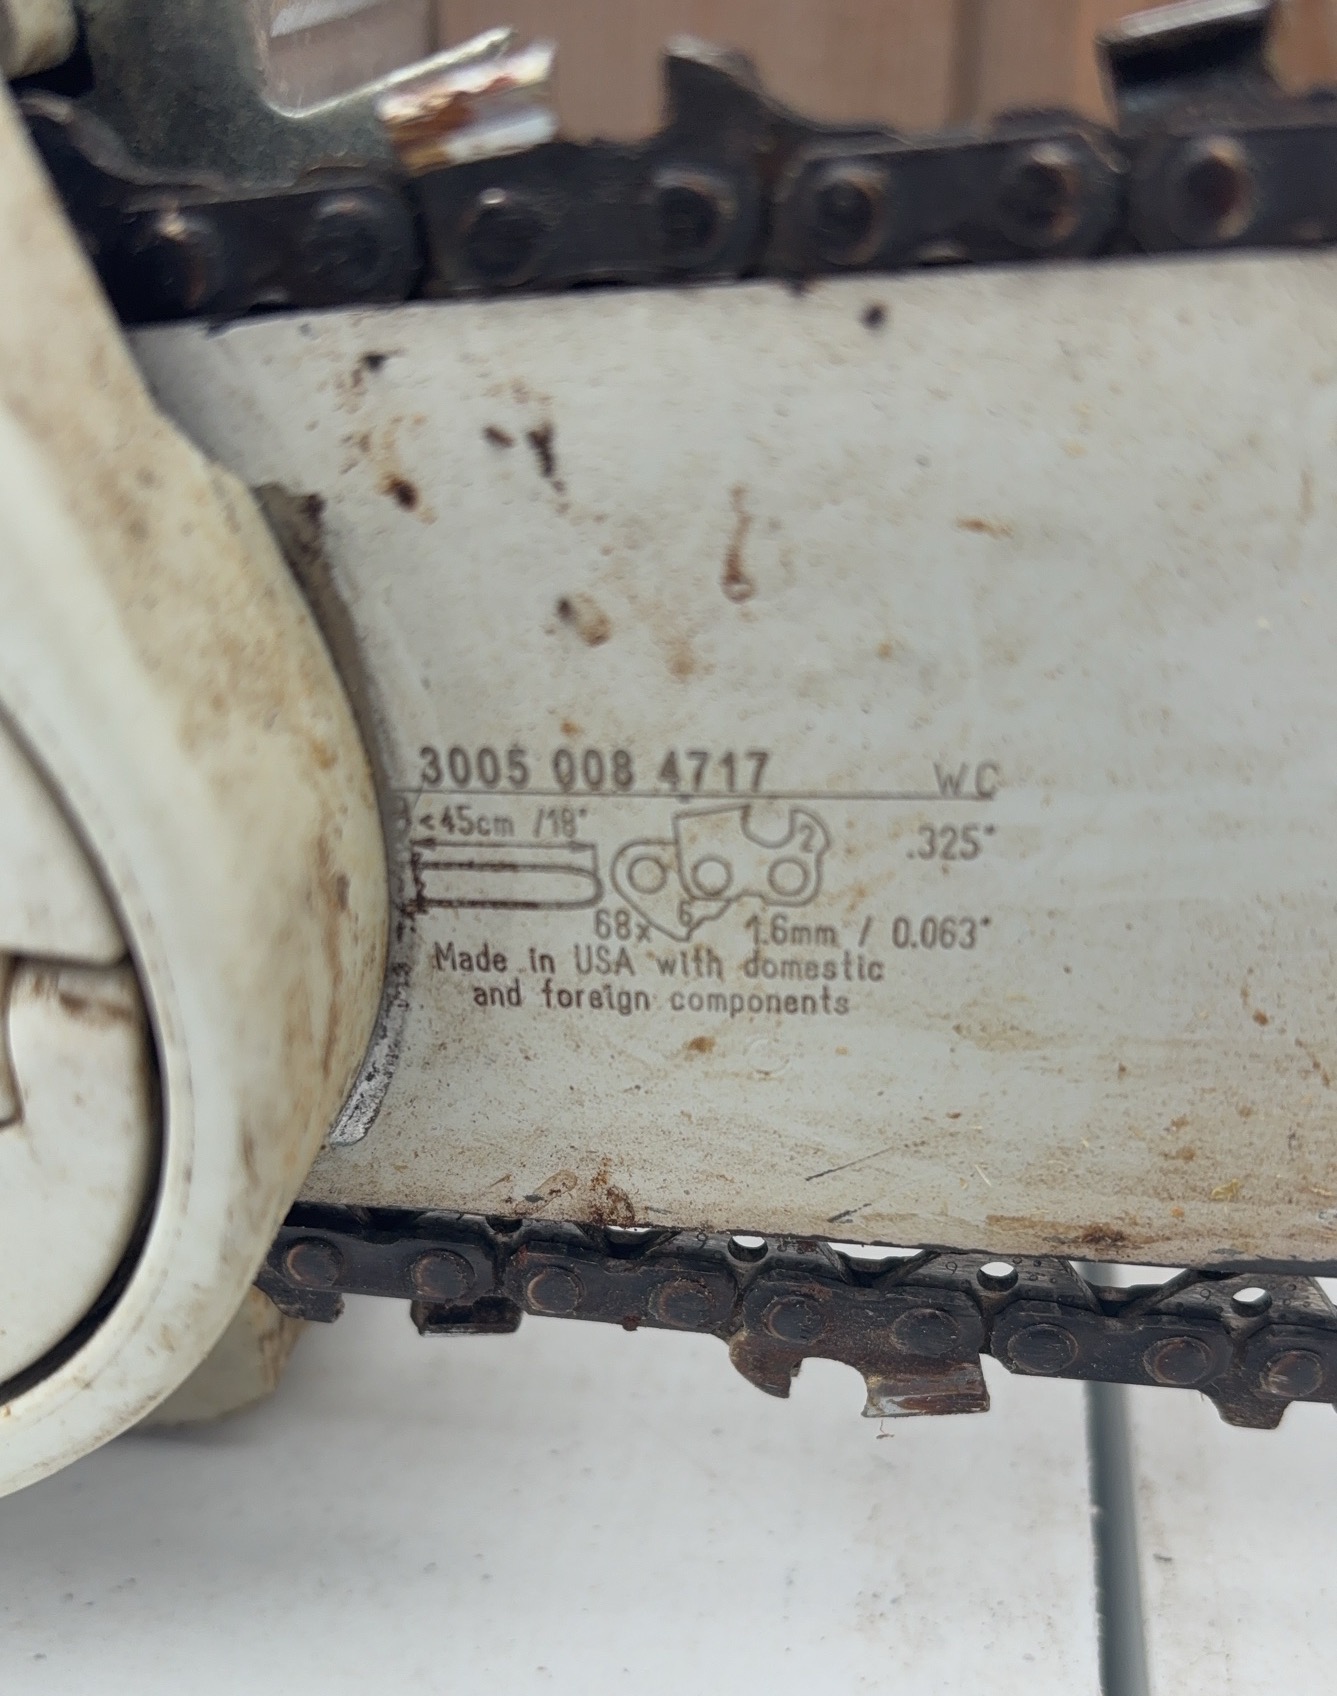 3005 008 4717 WC
<45cm /18"
2
.325"
68x
6
1.6mm / 0.063"
Made in USA with domestic
and foreign components